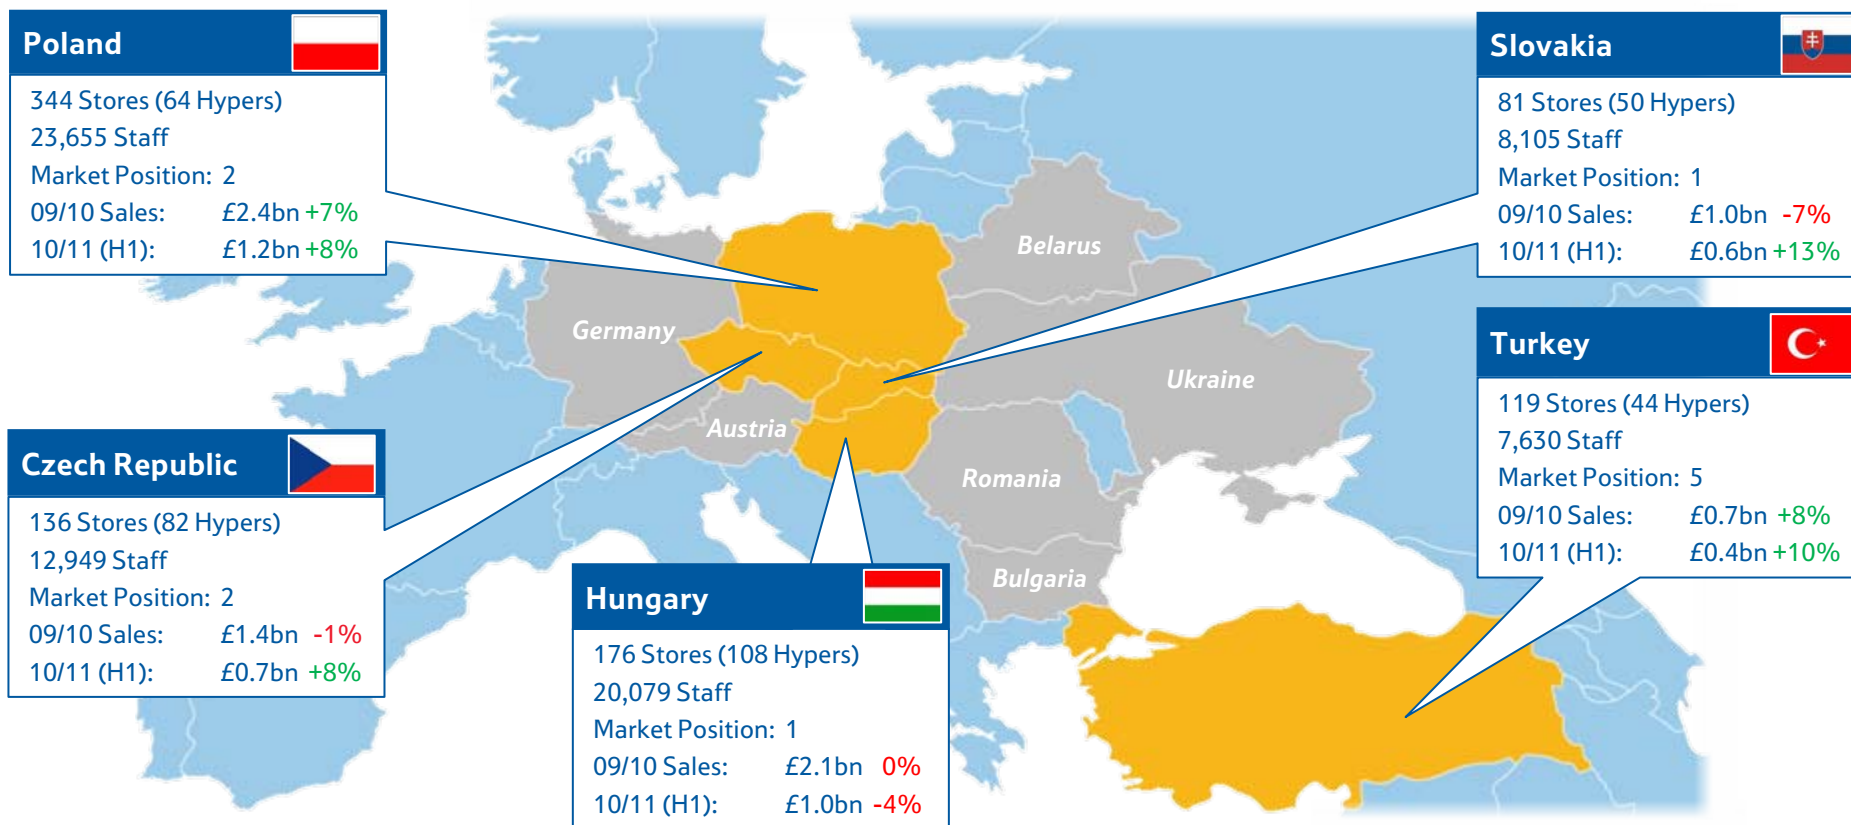 Poland
344 Stores (64 Hypers)
23,655 Staff
Market Position: 2
09/10 Sales: £2.4bn +7%
10/11 (H1): £1.2bn +8%
Slovakia
81 Stores (50 Hypers)
8,105 Staff
Market Position: 1
09/10 Sales: £1.0bn -7%
10/11 (H1): £0.6bn +13%
Belarus
Germany
Ukraine
Austria
Romania
Bulgaria
Turkey
119 Stores (44 Hypers)
7,630 Staff
Market Position: 5
09/10 Sales: £0.7bn +8%
10/11 (H1): £0.4bn +10%
Czech Republic
136 Stores (82 Hypers)
12,949 Staff
Market Position: 2
09/10 Sales: £1.4bn -1%
10/11 (H1): £0.7bn +8%
Hungary
176 Stores (108 Hypers)
20,079 Staff
Market Position: 1
09/10 Sales: £2.1bn 0%
10/11 (H1): £1.0bn -4%